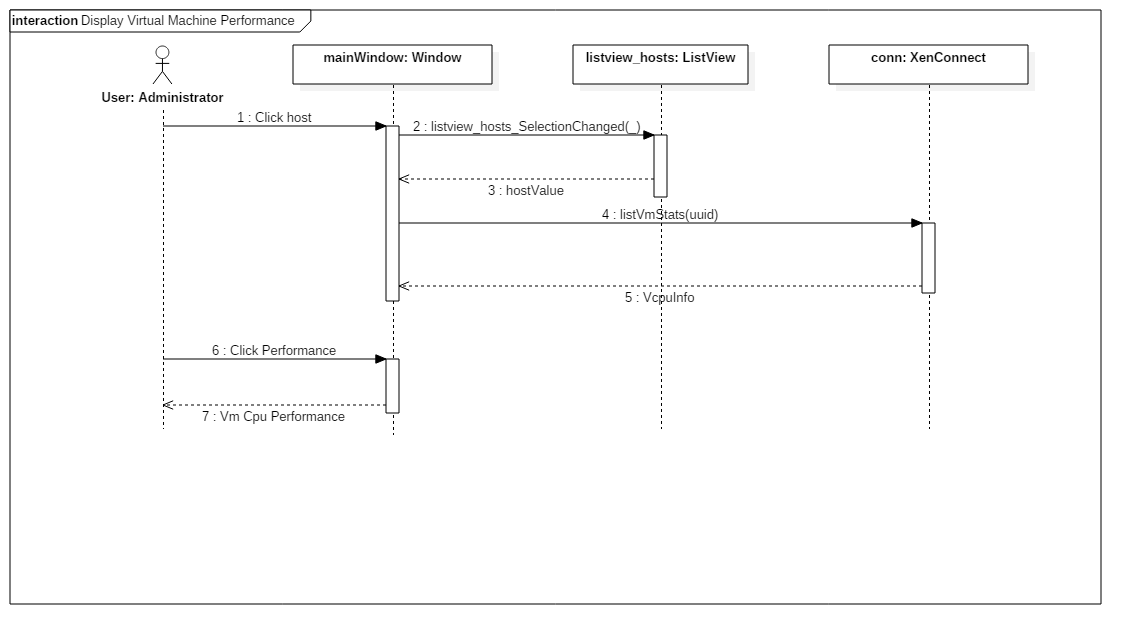 interaction Display Virtual Machine Performance
User: Administrator
mainWindow: Window
listview_hosts: ListView
conn: XenConnect
1 : Click host
2 : listview_hosts_SelectionChanged(_)
3 : hostValue
4 : listVmStats(uuid)
5 : VcpuInfo
6 : Click Performance
7 : Vm Cpu Performance